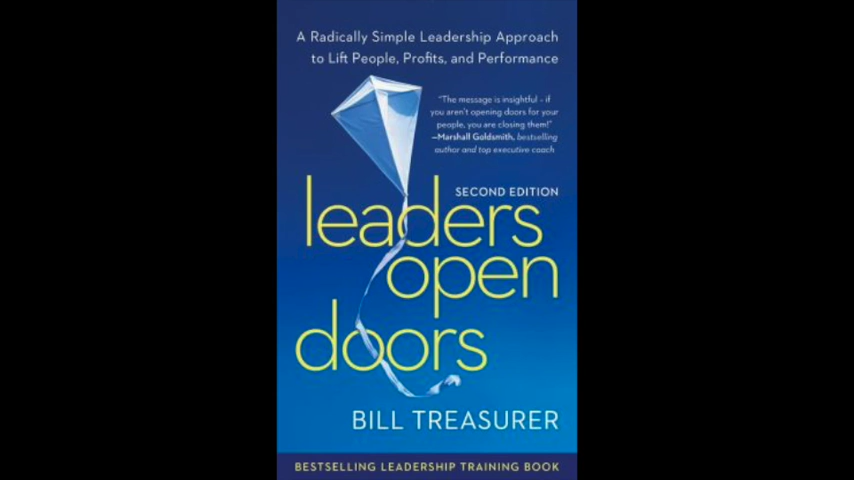 A Radically Simple Leadership Approach
to Lift People, Profits, and Performance
"The message is insightful – if
you aren't opening doors for your
people, you are closing them!"
—Marshall Goldsmith, bestselling
author and top executive coach
SECOND EDITION
leaders
open
doors
BILL TREASURER
BESTSELLING LEADERSHIP TRAINING BOOK